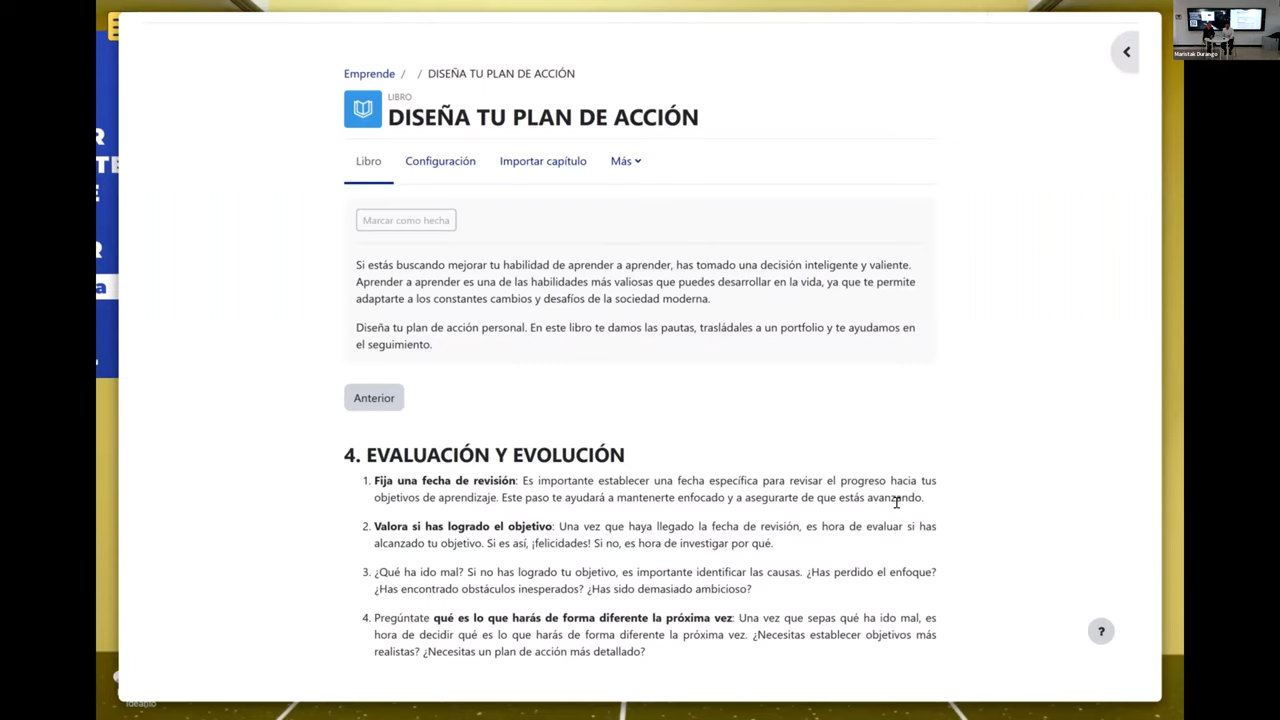 Maristak Durango
Emprende / / DISEÑA TU PLAN DE ACCIÓN
LIBRO
DISEÑA TU PLAN DE ACCIÓN
Libro Configuración Importar capítulo Más
Marcar como hecha
Si estás buscando mejorar tu habilidad de aprender a aprender, has tomado una decisión inteligente y valiente.
Aprender a aprender es una de las habilidades más valiosas que puedes desarrollar en la vida, ya que te permite
adaptarte a los constantes cambios y desafíos de la sociedad moderna.
Diseña tu plan de acción personal. En este libro te damos las pautas, trasládales a un portfolio y te ayudamos en
el seguimiento.
Anterior
4. EVALUACIÓN Y EVOLUCIÓN
1. Fija una fecha de revisión: Es importante establecer una fecha específica para revisar el progreso hacia tus
objetivos de aprendizaje. Este paso te ayudará a mantenerte enfocado y a asegurarte de que estás avanzando.
2. Valora si has logrado el objetivo: Una vez que haya llegado la fecha de revisión, es hora de evaluar si has
alcanzado tu objetivo. Si es así, ¡felicidades! Si no, es hora de investigar por qué.
3. ¿Qué ha ido mal? Si no has logrado tu objetivo, es importante identificar las causas. ¿Has perdido el enfoque?
¿Has encontrado obstáculos inesperados? ¿Has sido demasiado ambicioso?
4. Pregúntate qué es lo que harás de forma diferente la próxima vez: Una vez que sepas qué ha ido mal, es
hora de decidir qué es lo que harás de forma diferente la próxima vez. ¿Necesitas establecer objetivos más
realistas? ¿Necesitas un plan de acción más detallado?
?